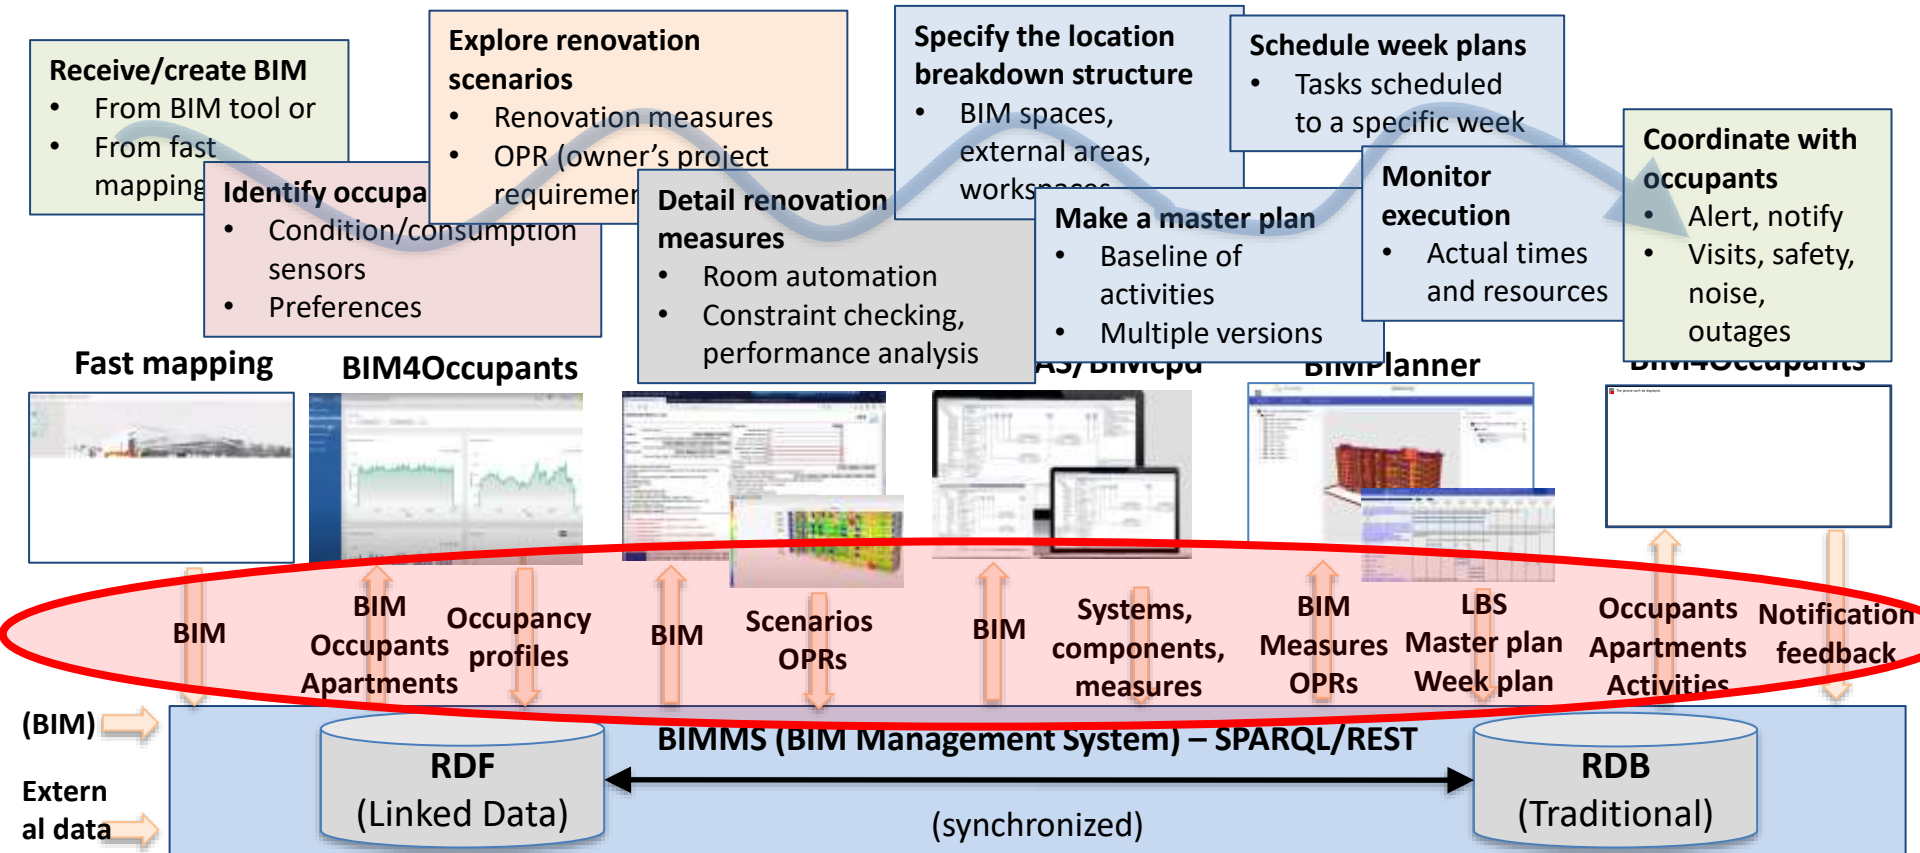 Receive/create BIM
• From BIM tool or
• From fast
mapping
Identify occupa
• Condition/consumption
sensors
• Preferences
Explore renovation
scenarios
• Renovation measures
• OPR (owner's project
requiremen
Detail renovation
measures
• Room automation
• Constraint checking,
performance analysis
Specify the location
breakdown structure
• BIM spaces,
external areas,
workspaces
Make a master plan
• Baseline of
activities
• Multiple versions
Schedule week plans
• Tasks scheduled
to a specific week
Monitor
execution
• Actual times
and resources
Coordinate with
occupants
• Alert, notify
• Visits, safety,
noise,
outages
Fast mapping
BIM4Occupants
AS/BIMcpd
BIMPlanner
BIM4Occupants
BIM
BIM
Occupants
Apartments
Occupancy
profiles
BIM
Scenarios
OPRs
BIM
Systems,
components,
measures
BIM
Measures
OPRs
LBS
Master plan
Week plan
Occupants
Apartments
Activities
Notification
feedback
(BIM)
Extern
al data
BIMMS (BIM Management System) – SPARQL/REST
RDF
(Linked Data)
(synchronized)
RDB
(Traditional)